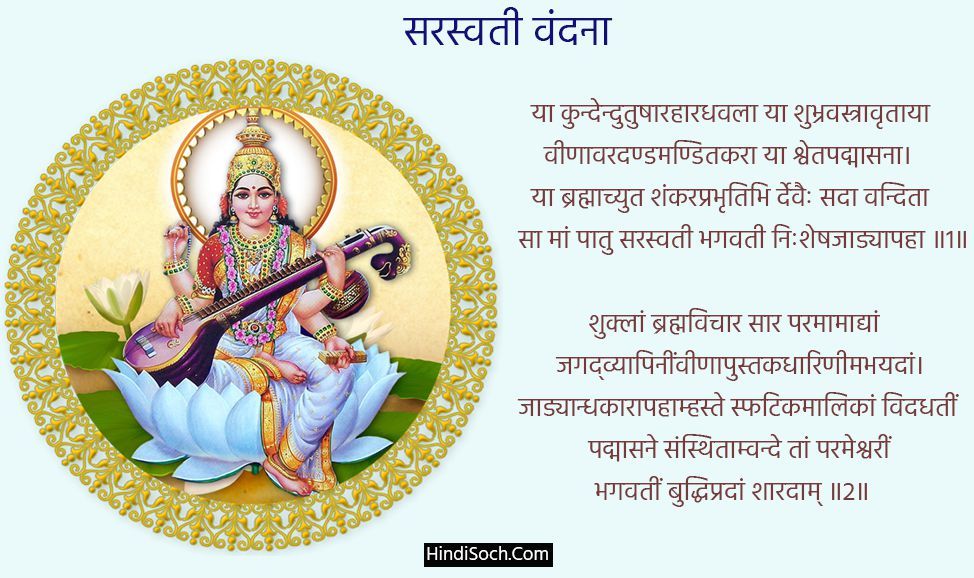 सरस्वती वंदना
या कुन्देन्दुतुषारहारधवला या शुभ्रवस्त्रावृताया
वीणावरदण्डमण्डितकरा या श्वेतपद्मासना।
या ब्रह्माच्युत शंकरप्रभृतिभि र्देवैः सदा वन्दिता
सा मां पातु सरस्वती भगवती निःशेषजाड्यापहा ॥1॥
शुक्लां ब्रह्मविचार सार परमामाद्यां
जगद्व्यापिनींवीणापुस्तकधारिणीमभयदां।
जाड्यान्धकारापहाम्हस्ते स्फटिकमालिकां विदधतीं
पद्मासने संस्थिताम्वन्दे तां परमेश्वरीं
भगवतीं बुद्धिप्रदां शारदाम् ॥2॥
HindiSoch.Com